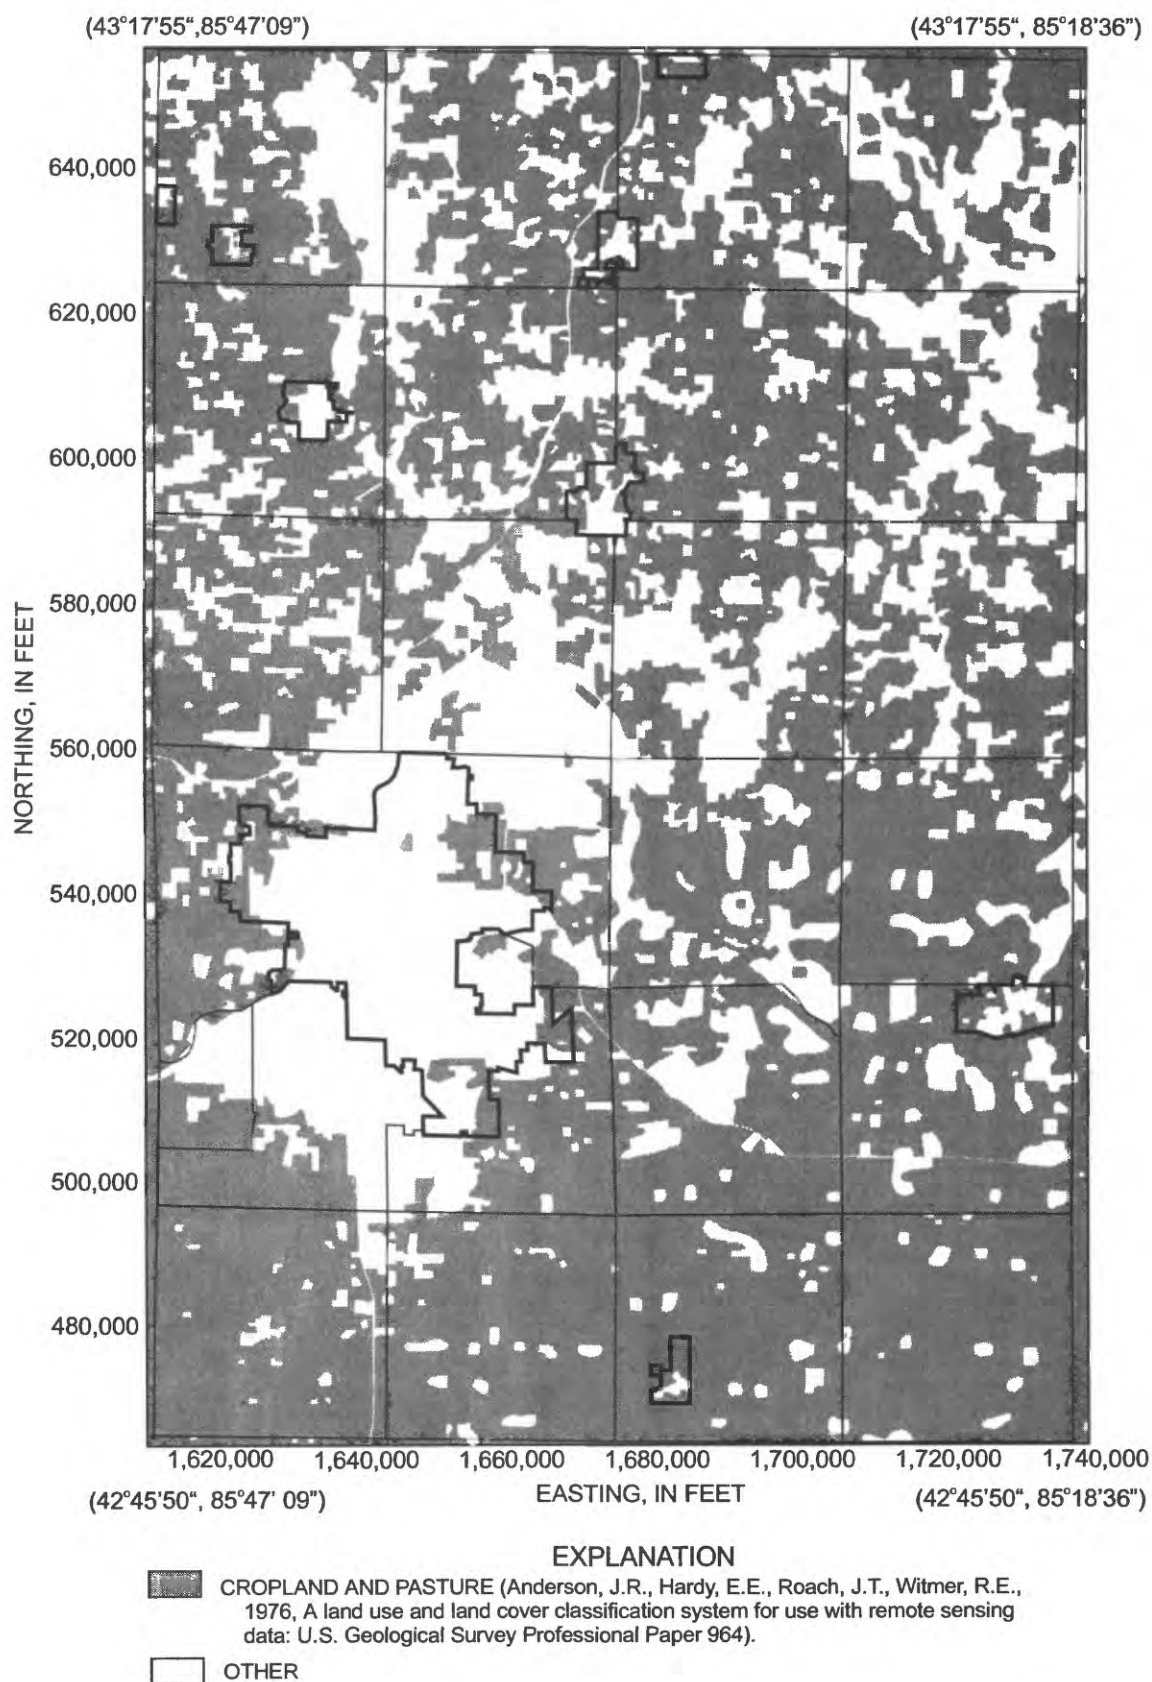 (43°17'55“,85°47'09”)
(43°17'55“, 85°18'36”)
640,000
620,000
600,000
580,000
560,000
540,000
520,000
500,000
480,000
NORTHING, IN FEET
1,620,000 1,640,000 1,660,000 1,680,000 1,700,000 1,720,000 1,740,000
(42°45'50“, 85°47' 09”)
EASTING, IN FEET
(42°45'50“, 85°18'36”)
EXPLANATION
CROPLAND AND PASTURE (Anderson, J.R., Hardy, E.E., Roach, J.T., Witmer, R.E.,
1976, A land use and land cover classification system for use with remote sensing
data: U.S. Geological Survey Professional Paper 964).
OTHER